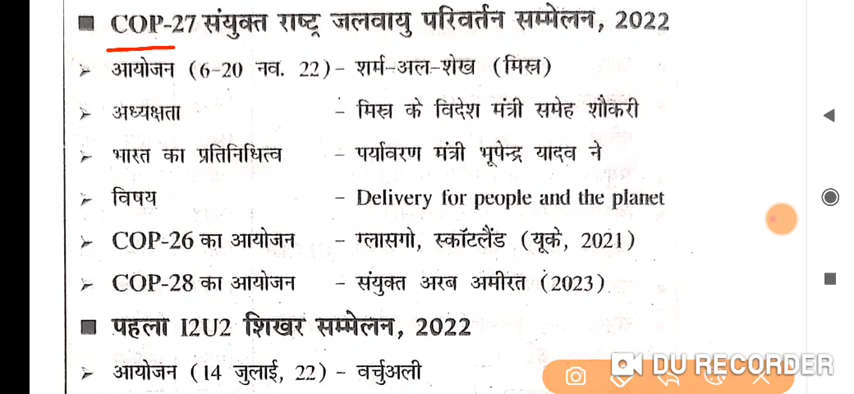 ■ COP-27 संयुक्त राष्ट्र जलवायु परिवर्तन सम्मेलन, 2022
➢ आयोजन (6-20 नव. 22) – शर्म-अल-शेख (मिस्र)
➢ अध्यक्षता – मिस्र के विदेश मंत्री समेह शौकरी
➢ भारत का प्रतिनिधित्व – पर्यावरण मंत्री भूपेन्द्र यादव ने
➢ विषय – Delivery for people and the planet
➢ COP-26 का आयोजन – ग्लासगो, स्कॉटलैंड (यूके, 2021)
➢ COP-28 का आयोजन – संयुक्त अरब अमीरत (2023)
■ पहला I2U2 शिखर सम्मेलन, 2022
➢ आयोजन (14 जुलाई, 22) – वर्चुअली
DU RECORDER